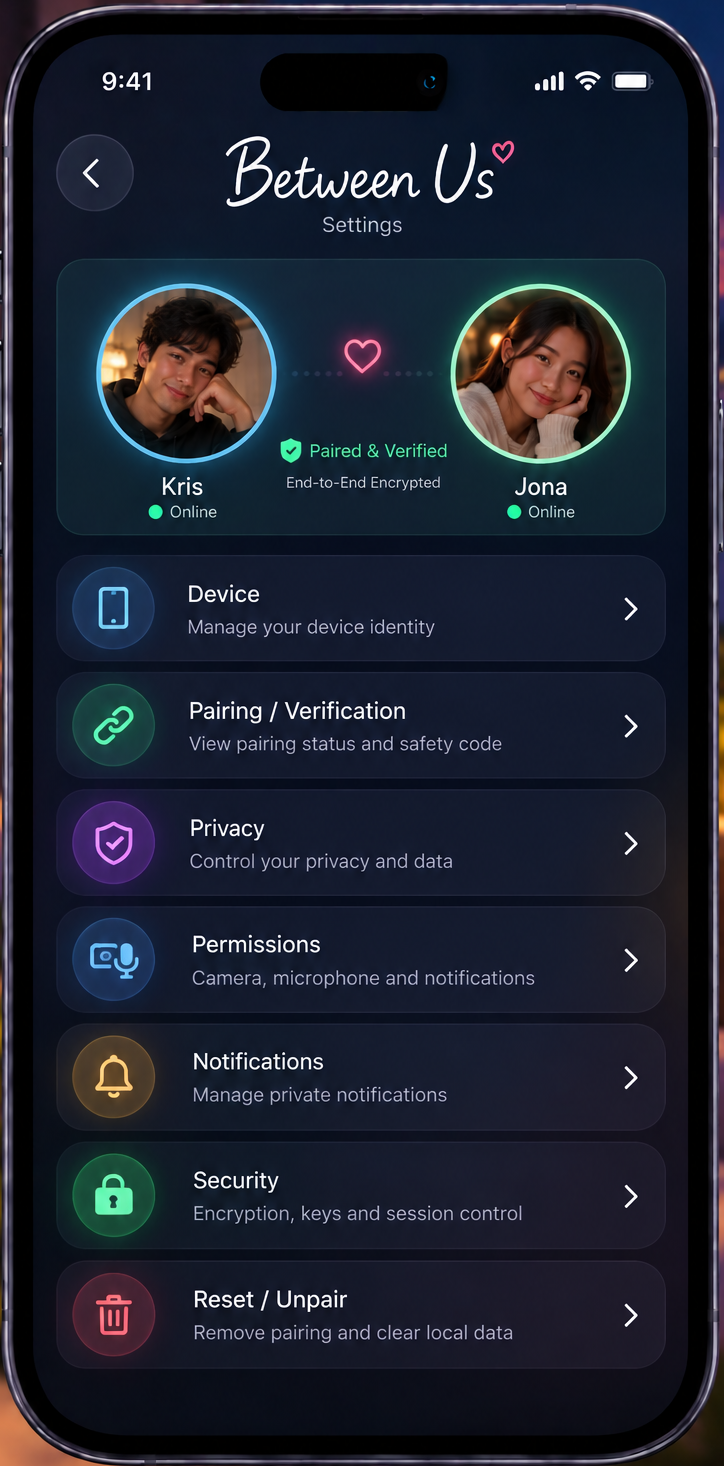 9:41
Between Us
Settings
Paired & Verified
End-to-End Encrypted
Kris
Online
Jona
Online
Device
Manage your device identity
Pairing / Verification
View pairing status and safety code
Privacy
Control your privacy and data
Permissions
Camera, microphone and notifications
Notifications
Manage private notifications
Security
Encryption, keys and session control
Reset / Unpair
Remove pairing and clear local data